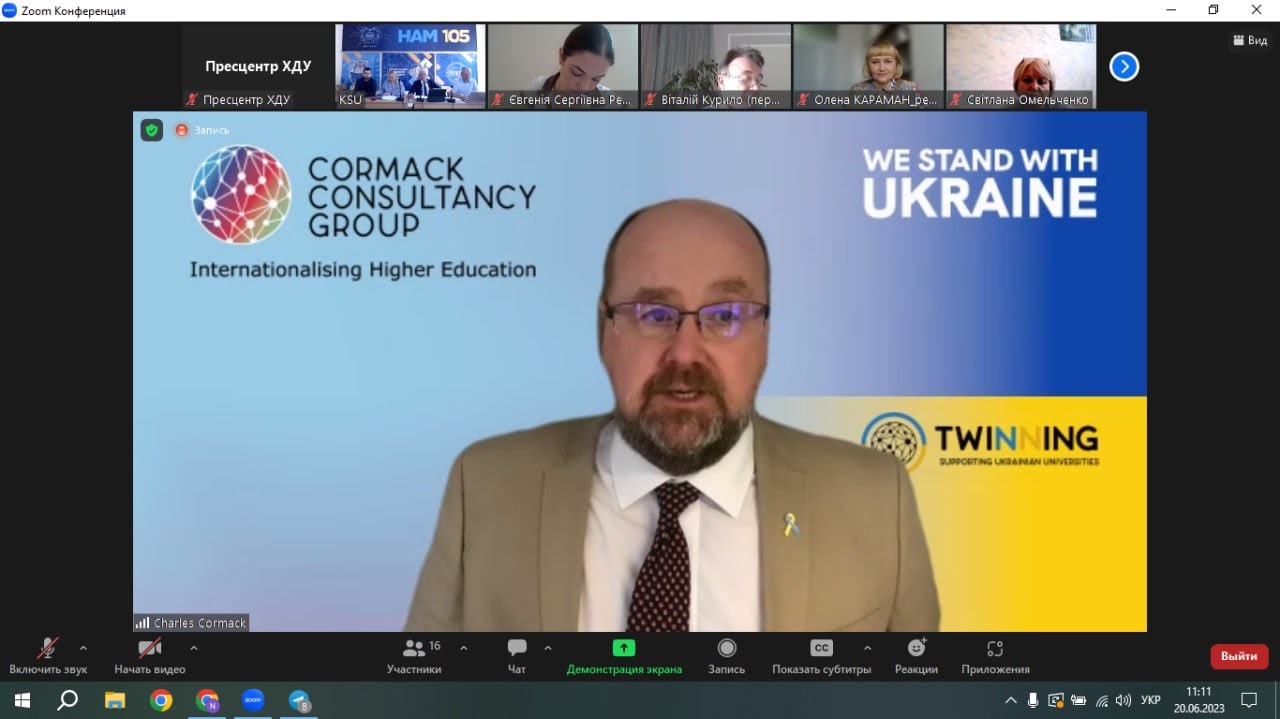 Zoom Конференция
Пресцентр ХДУ
Пресцентр ХДУ
НАМ 105
KSU
Євгенія Сергіївна Ре...
Віталій Курило (пер...
Олена КАРАМАН_ре...
Світлана Омельченко
Вид
Запись
CORMACK
CONSULTANCY
GROUP
Internationalising Higher Education
WE STAND WITH
UKRAINE
TWINNING
SUPPORTING UKRAINIAN UNIVERSITIES
Charles Cormack
Включить звук
Начать видео
16
Участники
Чат
Демонстрация экрана
Запись
CC
Показать субтитры
Реакции
Приложения
Выйти
N
zoom
8
УКР
11:11
20.06.2023